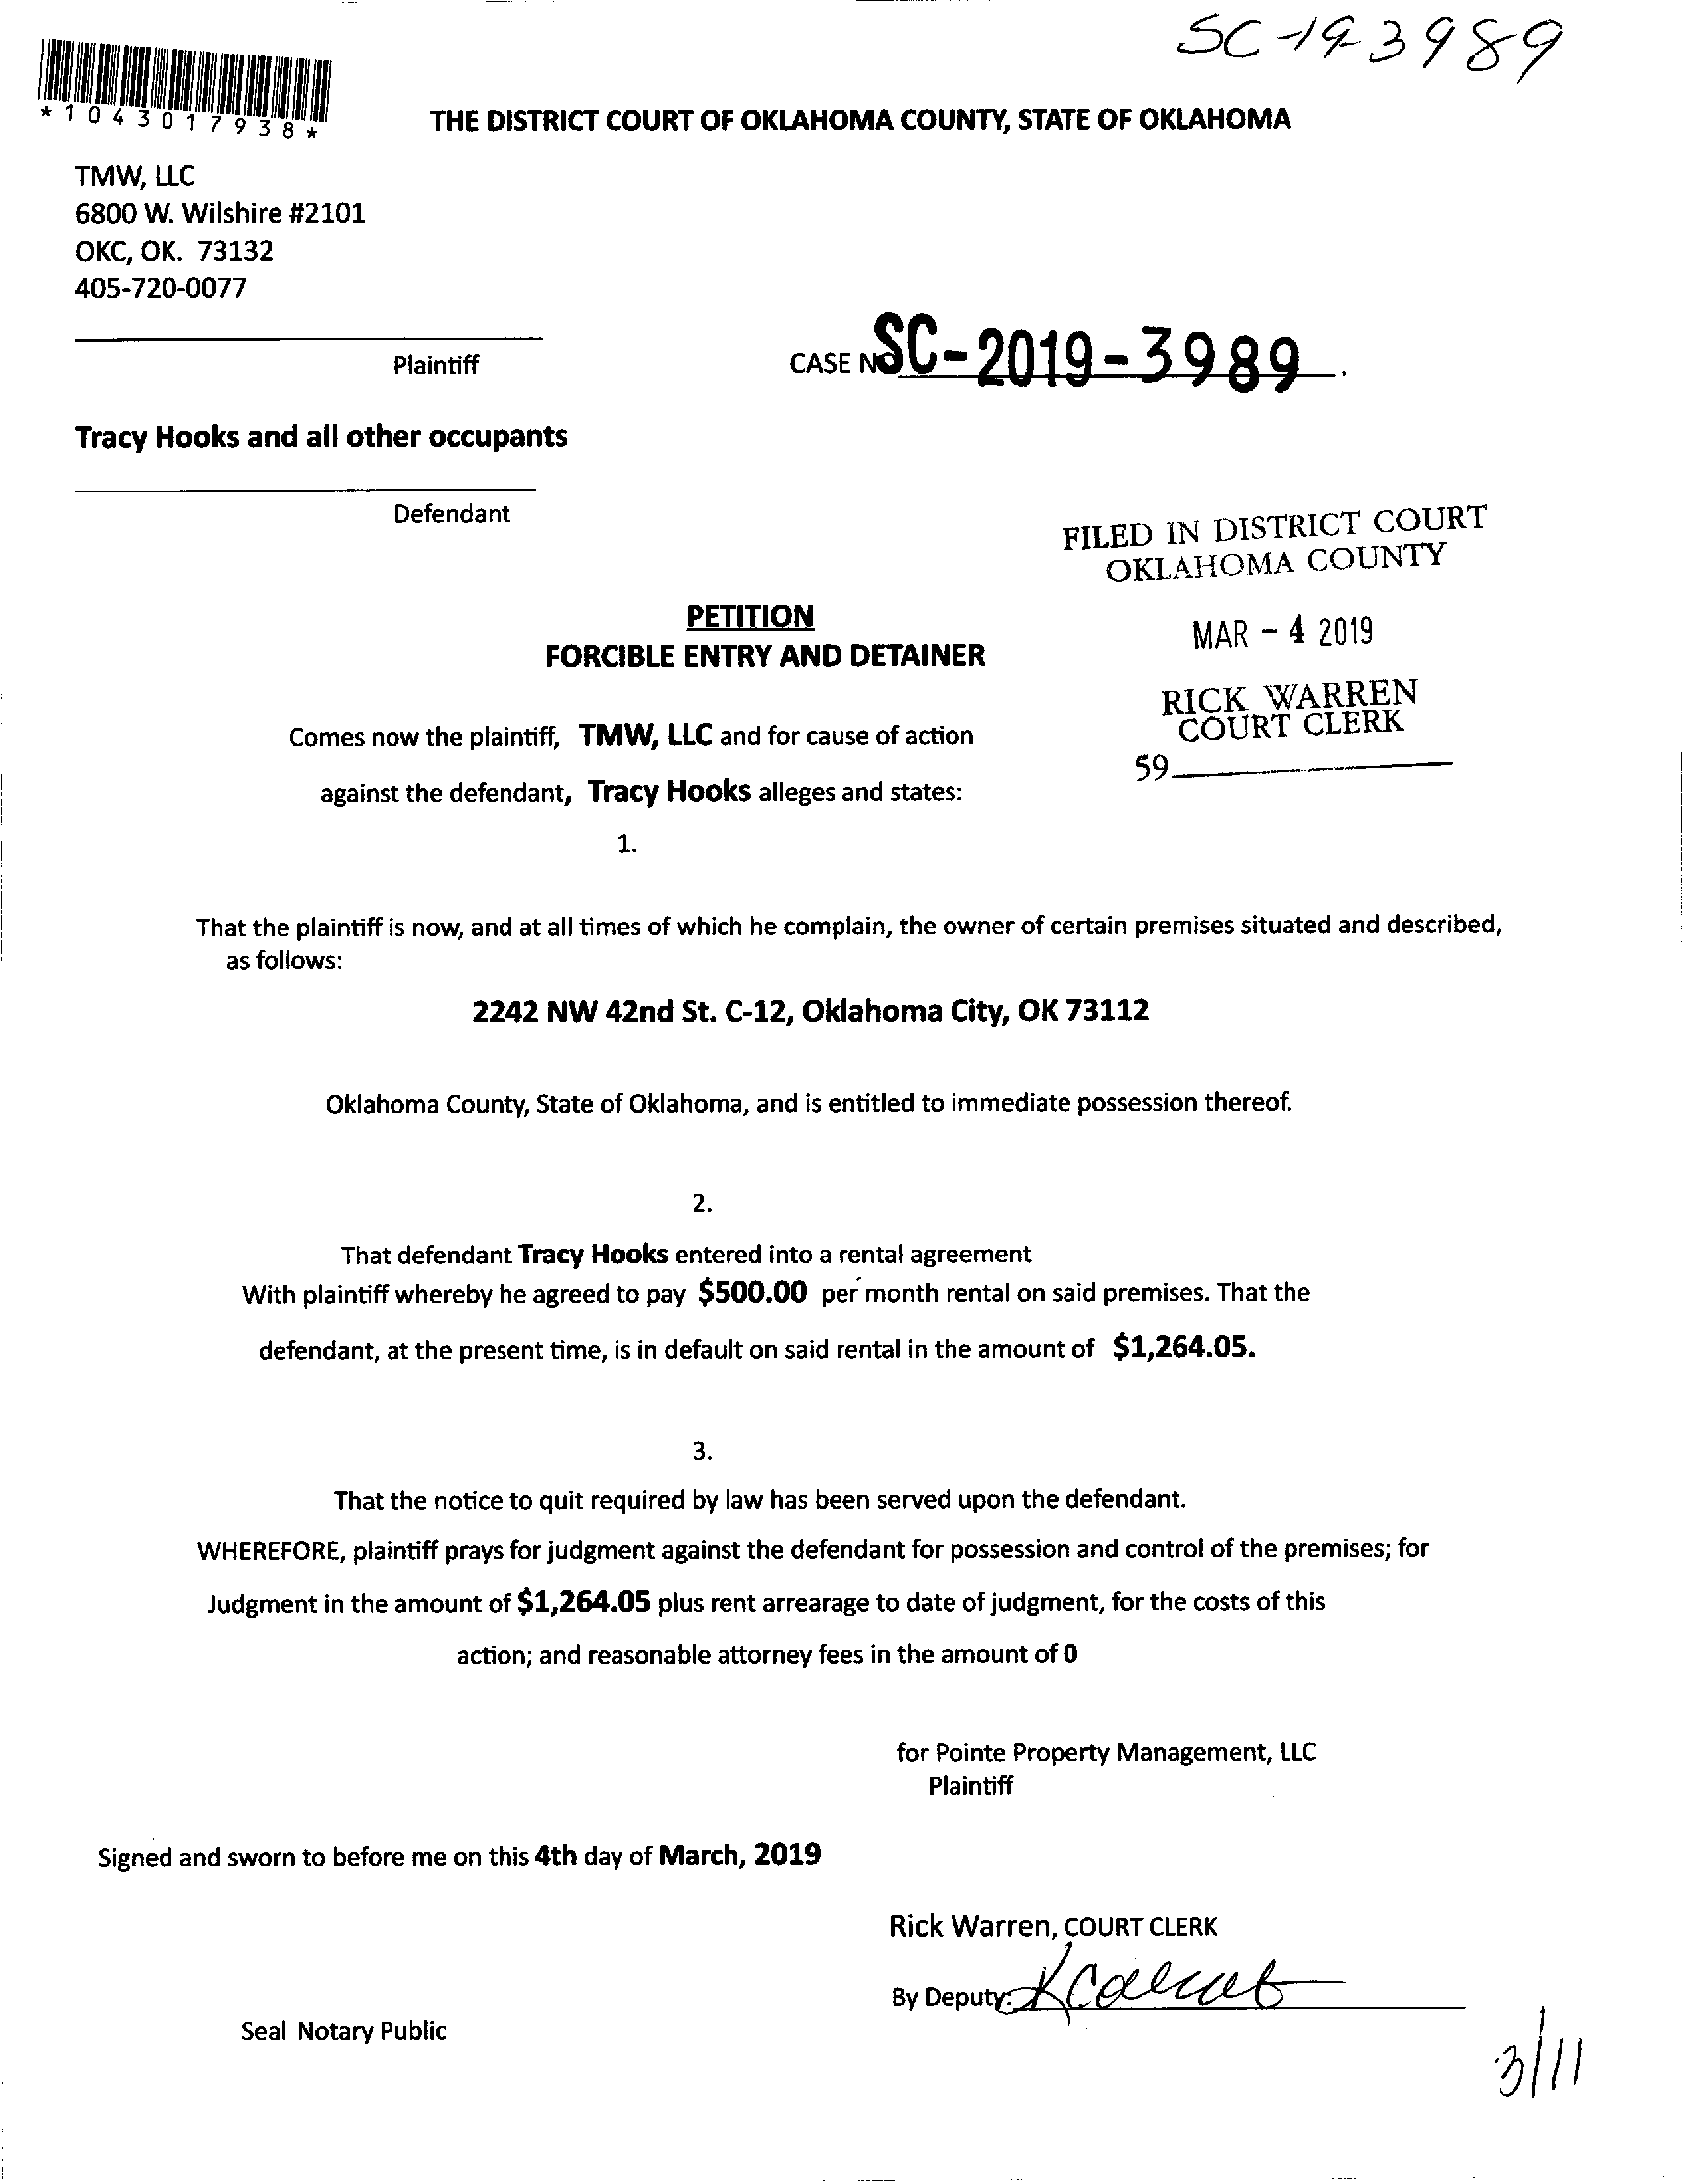 SC-19-3989
*1043017938*
THE DISTRICT COURT OF OKLAHOMA COUNTY, STATE OF OKLAHOMA
TMW, LLC
6800 W. Wilshire #2101
OKC, OK. 73132
405-720-0077
Plaintiff
CASE NO SC-2019-3989.
Tracy Hooks and all other occupants
Defendant
FILED IN DISTRICT COURT
OKLAHOMA COUNTY
MAR - 4 2019
RICK WARREN
COURT CLERK
59
PETITION
FORCIBLE ENTRY AND DETAINER
Comes now the plaintiff, TMW, LLC and for cause of action
against the defendant, Tracy Hooks alleges and states:
1.
That the plaintiff is now, and at all times of which he complain, the owner of certain premises situated and described,
as follows:
2242 NW 42nd St. C-12, Oklahoma City, OK 73112
Oklahoma County, State of Oklahoma, and is entitled to immediate possession thereof.
2.
That defendant Tracy Hooks entered into a rental agreement
With plaintiff whereby he agreed to pay $500.00 per month rental on said premises. That the
defendant, at the present time, is in default on said rental in the amount of $1,264.05.
3.
That the notice to quit required by law has been served upon the defendant.
WHEREFORE, plaintiff prays for judgment against the defendant for possession and control of the premises; for
Judgment in the amount of $1,264.05 plus rent arrearage to date of judgment, for the costs of this
action; and reasonable attorney fees in the amount of 0
for Pointe Property Management, LLC
Plaintiff
Signed and sworn to before me on this 4th day of March, 2019
Rick Warren, COURT CLERK
By Deputy:
Seal Notary Public
3/11